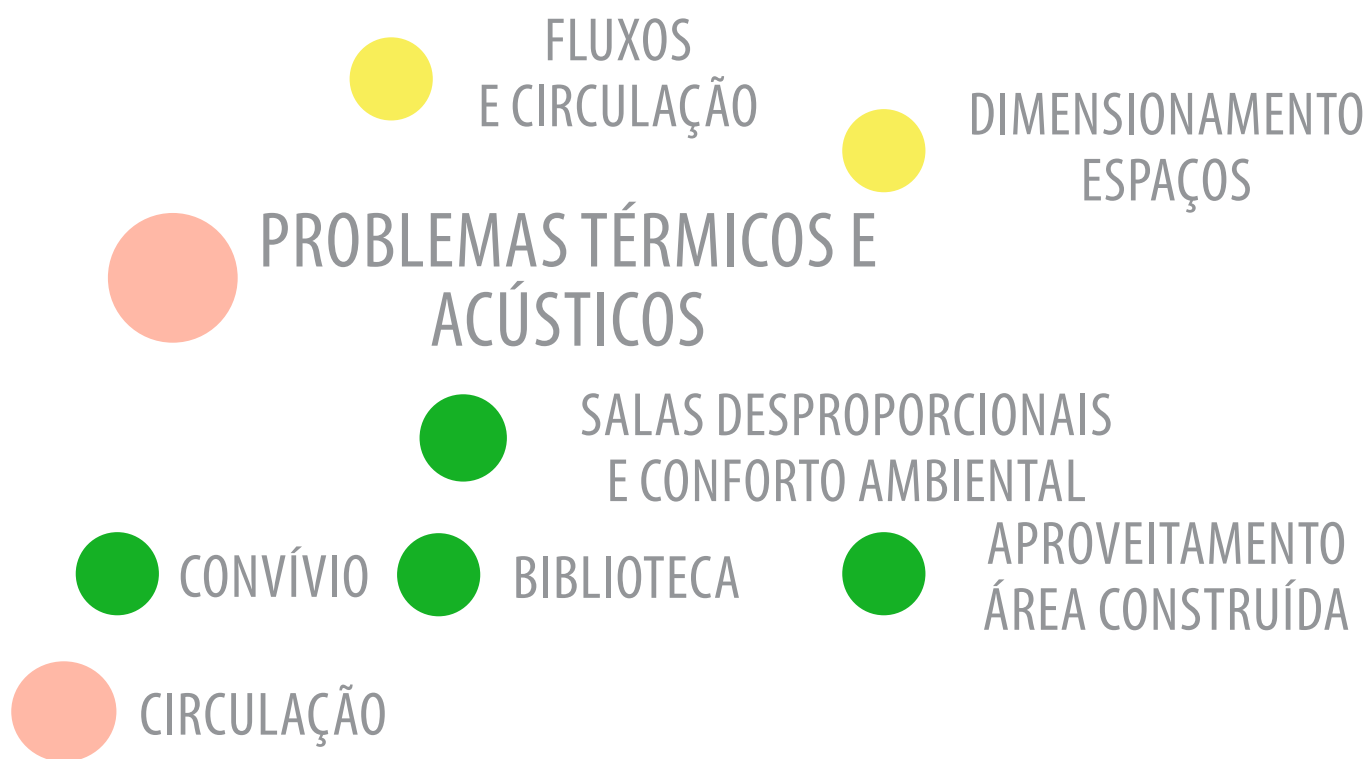 FLUXOS
E CIRCULAÇÃO
DIMENSIONAMENTO
ESPAÇOS
PROBLEMAS TÉRMICOS E
ACÚSTICOS
SALAS DESPROPORCIONAIS
E CONFORTO AMBIENTAL
CONVÍVIO
BIBLIOTECA
APROVEITAMENTO
ÁREA CONSTRUÍDA
CIRCULAÇÃO